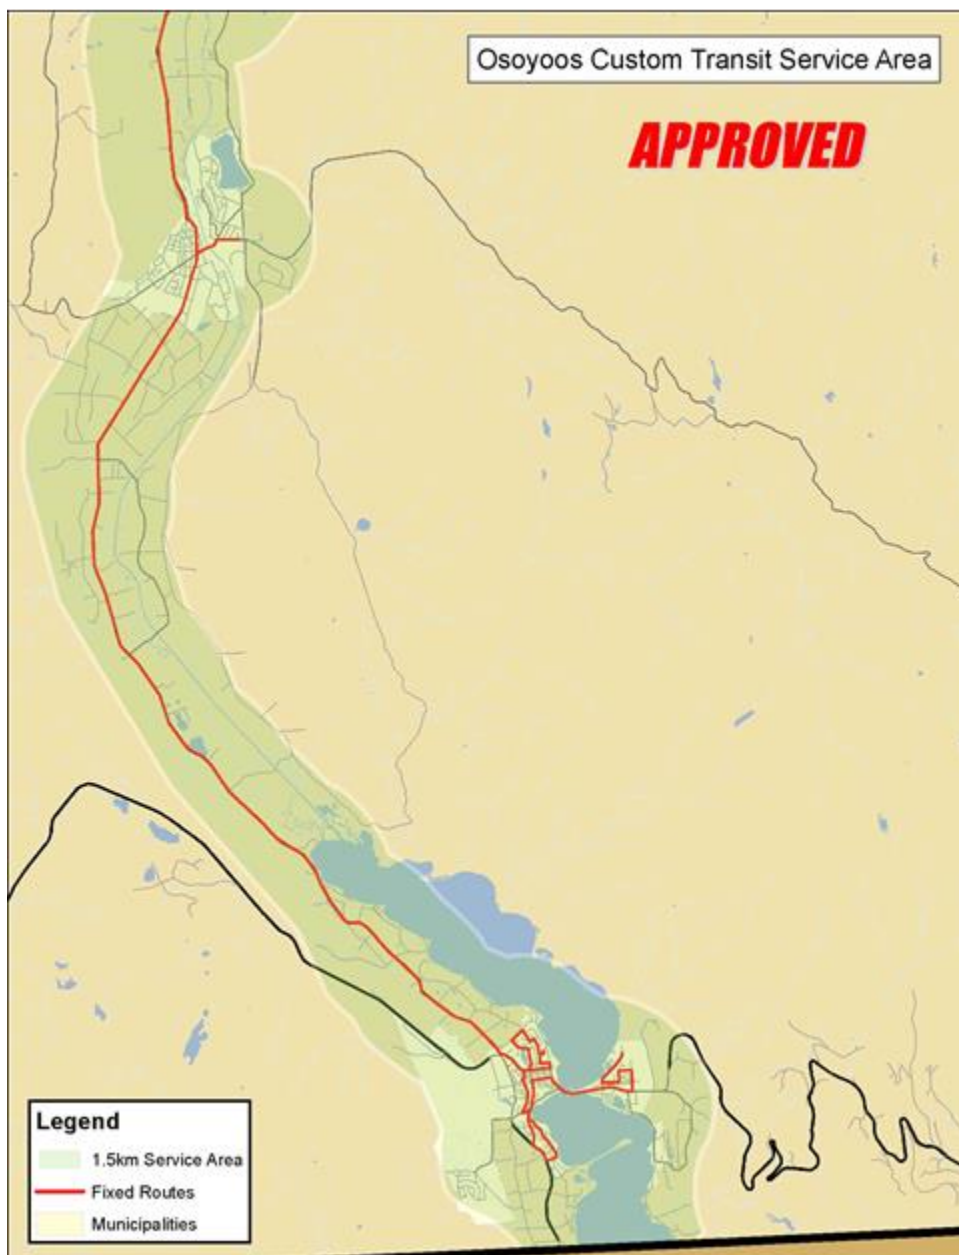 Osoyoos Custom Transit Service Area
APPROVED
Legend
1.5km Service Area
Fixed Routes
Municipalities